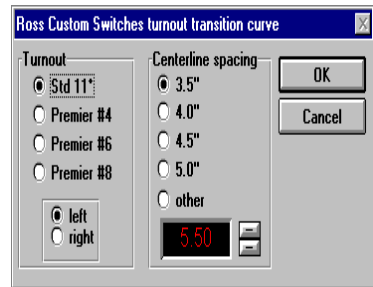 Ross Custom Switches turnout transition curve
Turnout
Std 11°
Premier #4
Premier #6
Premier #8
left
right
Centerline spacing
3.5"
4.0"
4.5"
5.0"
other
5.50
OK
Cancel